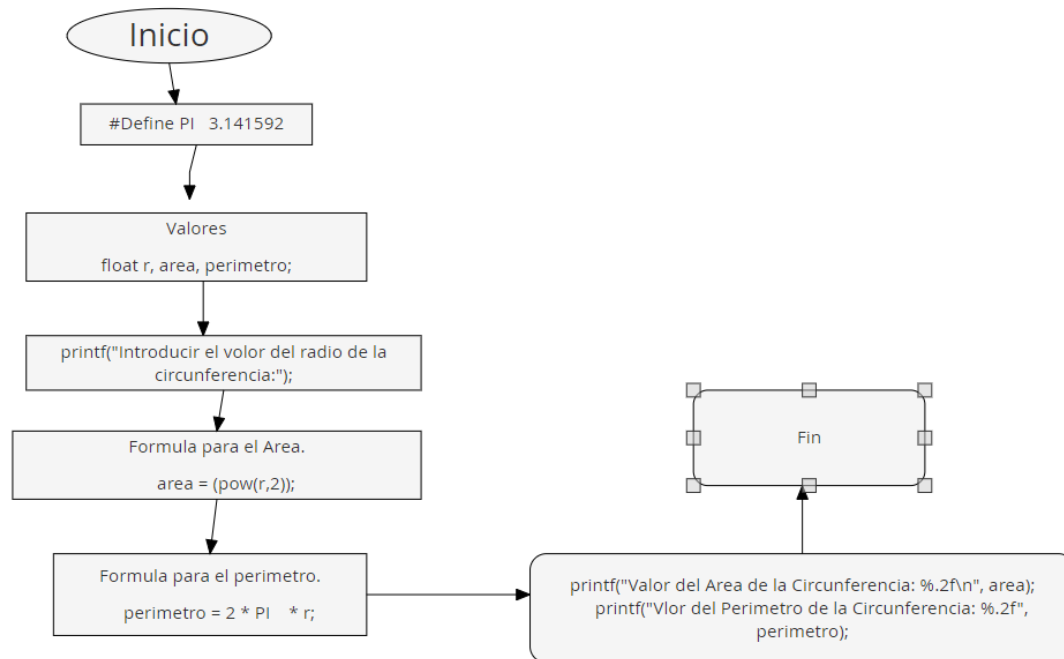 Inicio
#Define PI 3.141592
Valores
float r, area, perimetro;
printf("Introducir el volor del radio de la
circunferencia:");
Formula para el Area.
area = (pow(r,2));
Formula para el perimetro.
perimetro = 2 * PI * r;
printf("Valor del Area de la Circunferencia: %.2f\n", area);
printf("Vlor del Perimetro de la Circunferencia: %.2f",
perimetro);
Fin